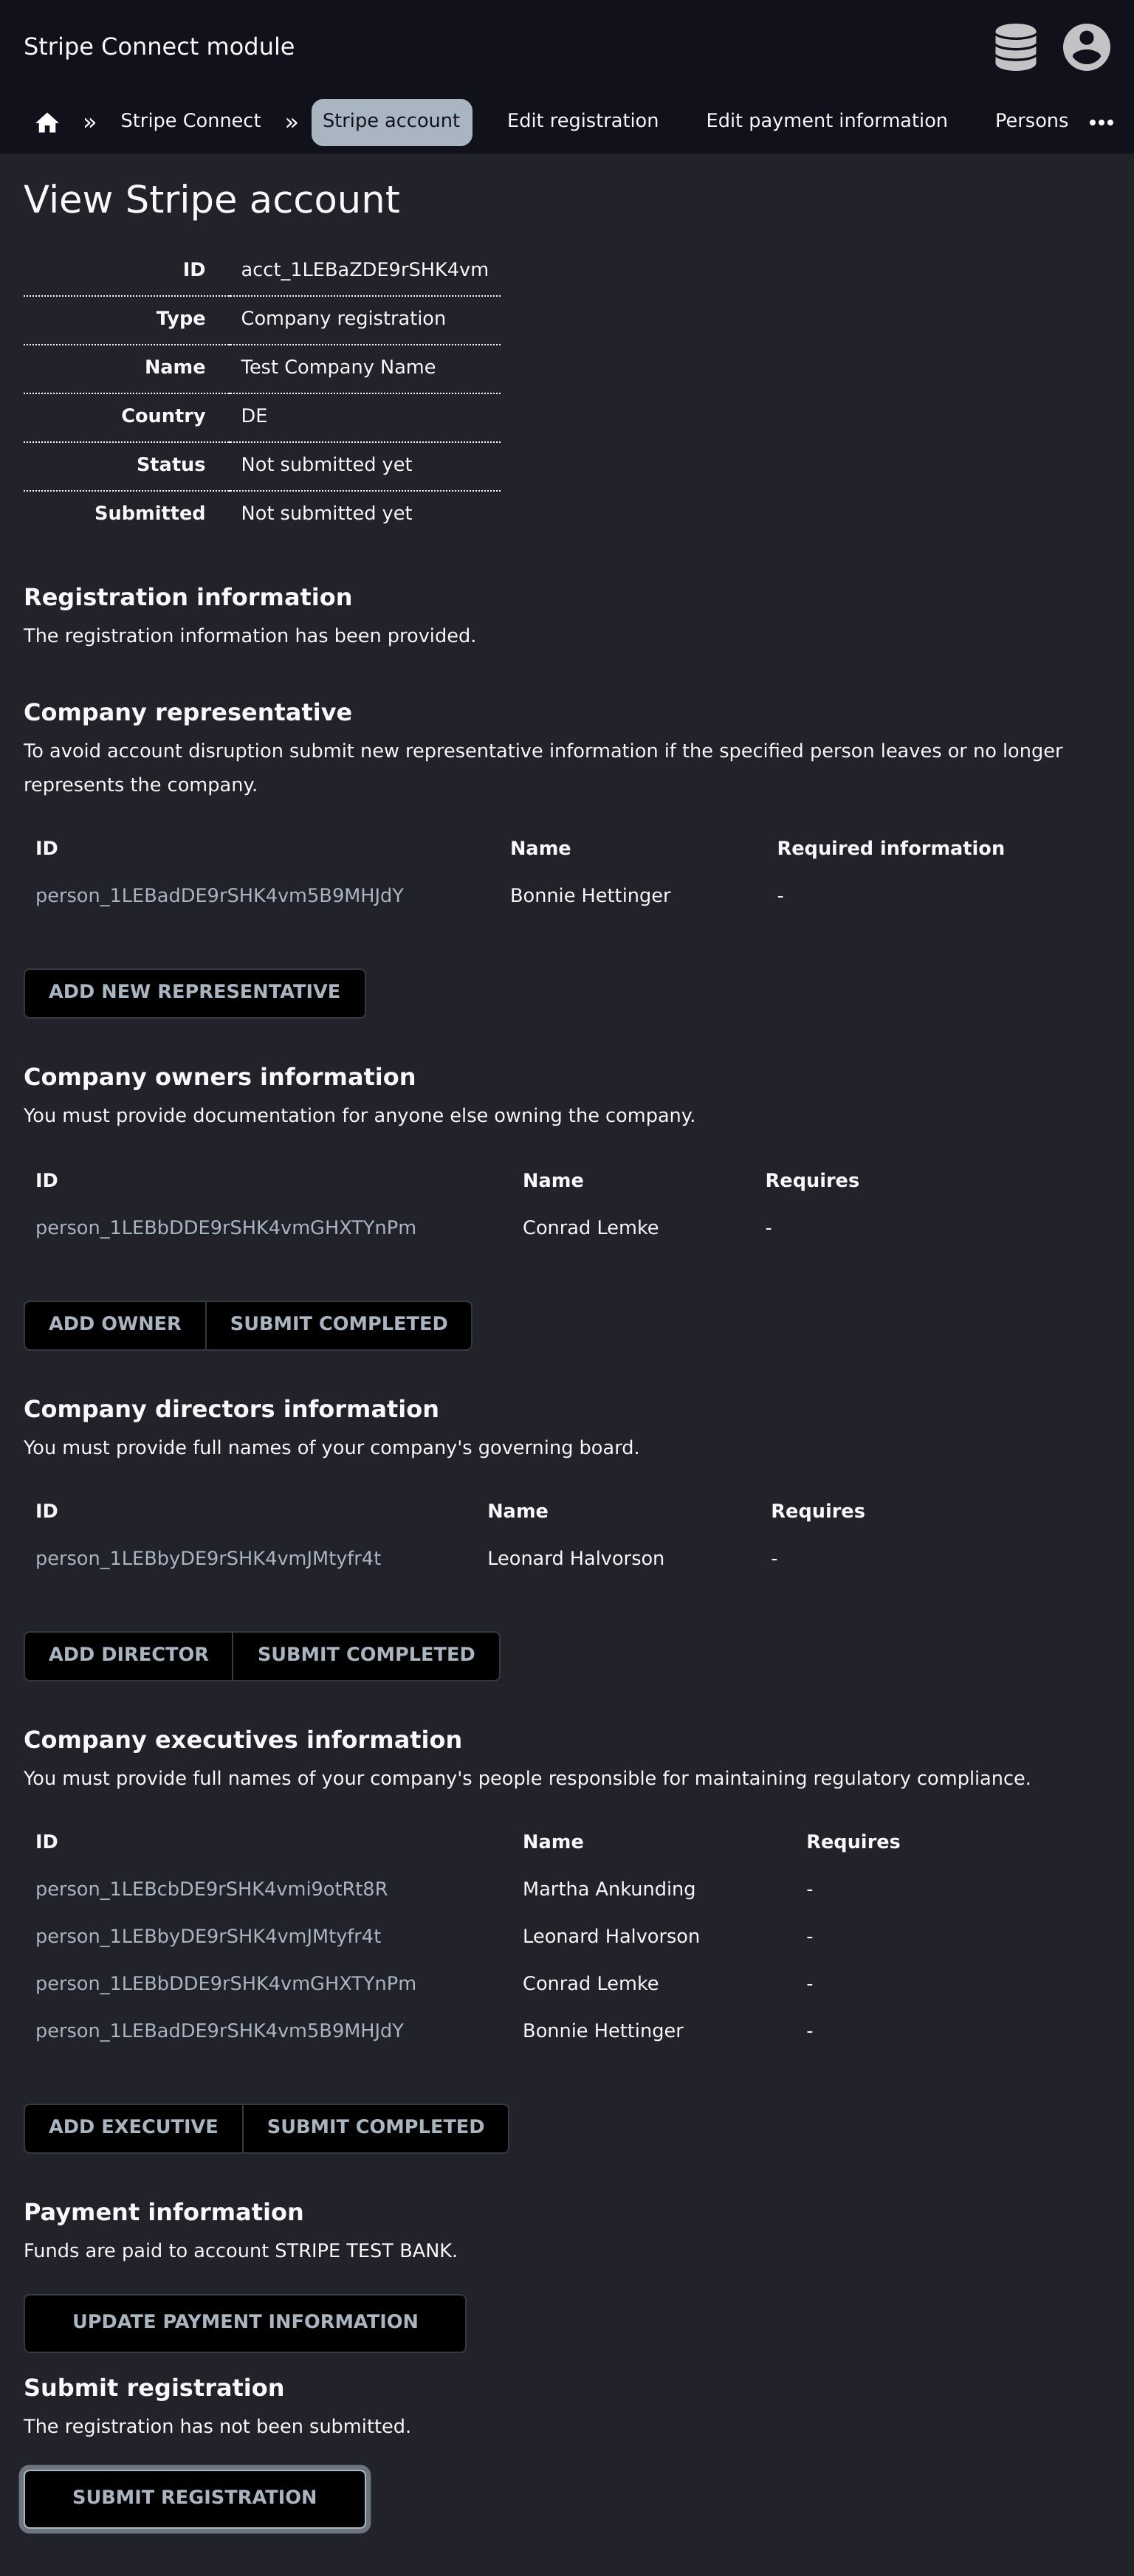 Stripe Connect module
» Stripe Connect » Stripe account Edit registration Edit payment information Persons •••
View Stripe account
ID acct_1LEBaZDE9rSHK4vm
Type Company registration
Name Test Company Name
Country DE
Status Not submitted yet
Submitted Not submitted yet
Registration information
The registration information has been provided.
Company representative
To avoid account disruption submit new representative information if the specified person leaves or no longer
represents the company.
ID Name Required information
person_1LEBadDE9rSHK4vm5B9MHJdY Bonnie Hettinger -
ADD NEW REPRESENTATIVE
Company owners information
You must provide documentation for anyone else owning the company.
ID Name Requires
person_1LEBbDDE9rSHK4vmGHXTYnPm Conrad Lemke -
ADD OWNER SUBMIT COMPLETED
Company directors information
You must provide full names of your company's governing board.
ID Name Requires
person_1LEBbyDE9rSHK4vmJMtyfr4t Leonard Halvorson -
ADD DIRECTOR SUBMIT COMPLETED
Company executives information
You must provide full names of your company's people responsible for maintaining regulatory compliance.
ID Name Requires
person_1LEBcbDE9rSHK4vmi9otRt8R Martha Ankunding -
person_1LEBbyDE9rSHK4vmJMtyfr4t Leonard Halvorson -
person_1LEBbDDE9rSHK4vmGHXTYnPm Conrad Lemke -
person_1LEBadDE9rSHK4vm5B9MHJdY Bonnie Hettinger -
ADD EXECUTIVE SUBMIT COMPLETED
Payment information
Funds are paid to account STRIPE TEST BANK.
UPDATE PAYMENT INFORMATION
Submit registration
The registration has not been submitted.
SUBMIT REGISTRATION